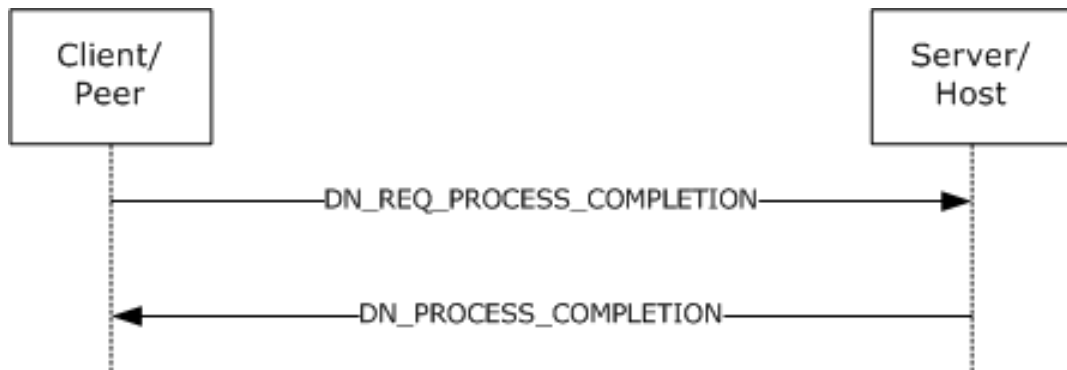 Client/
Peer
Server/
Host
DN_REQ_PROCESS_COMPLETION
DN_PROCESS_COMPLETION